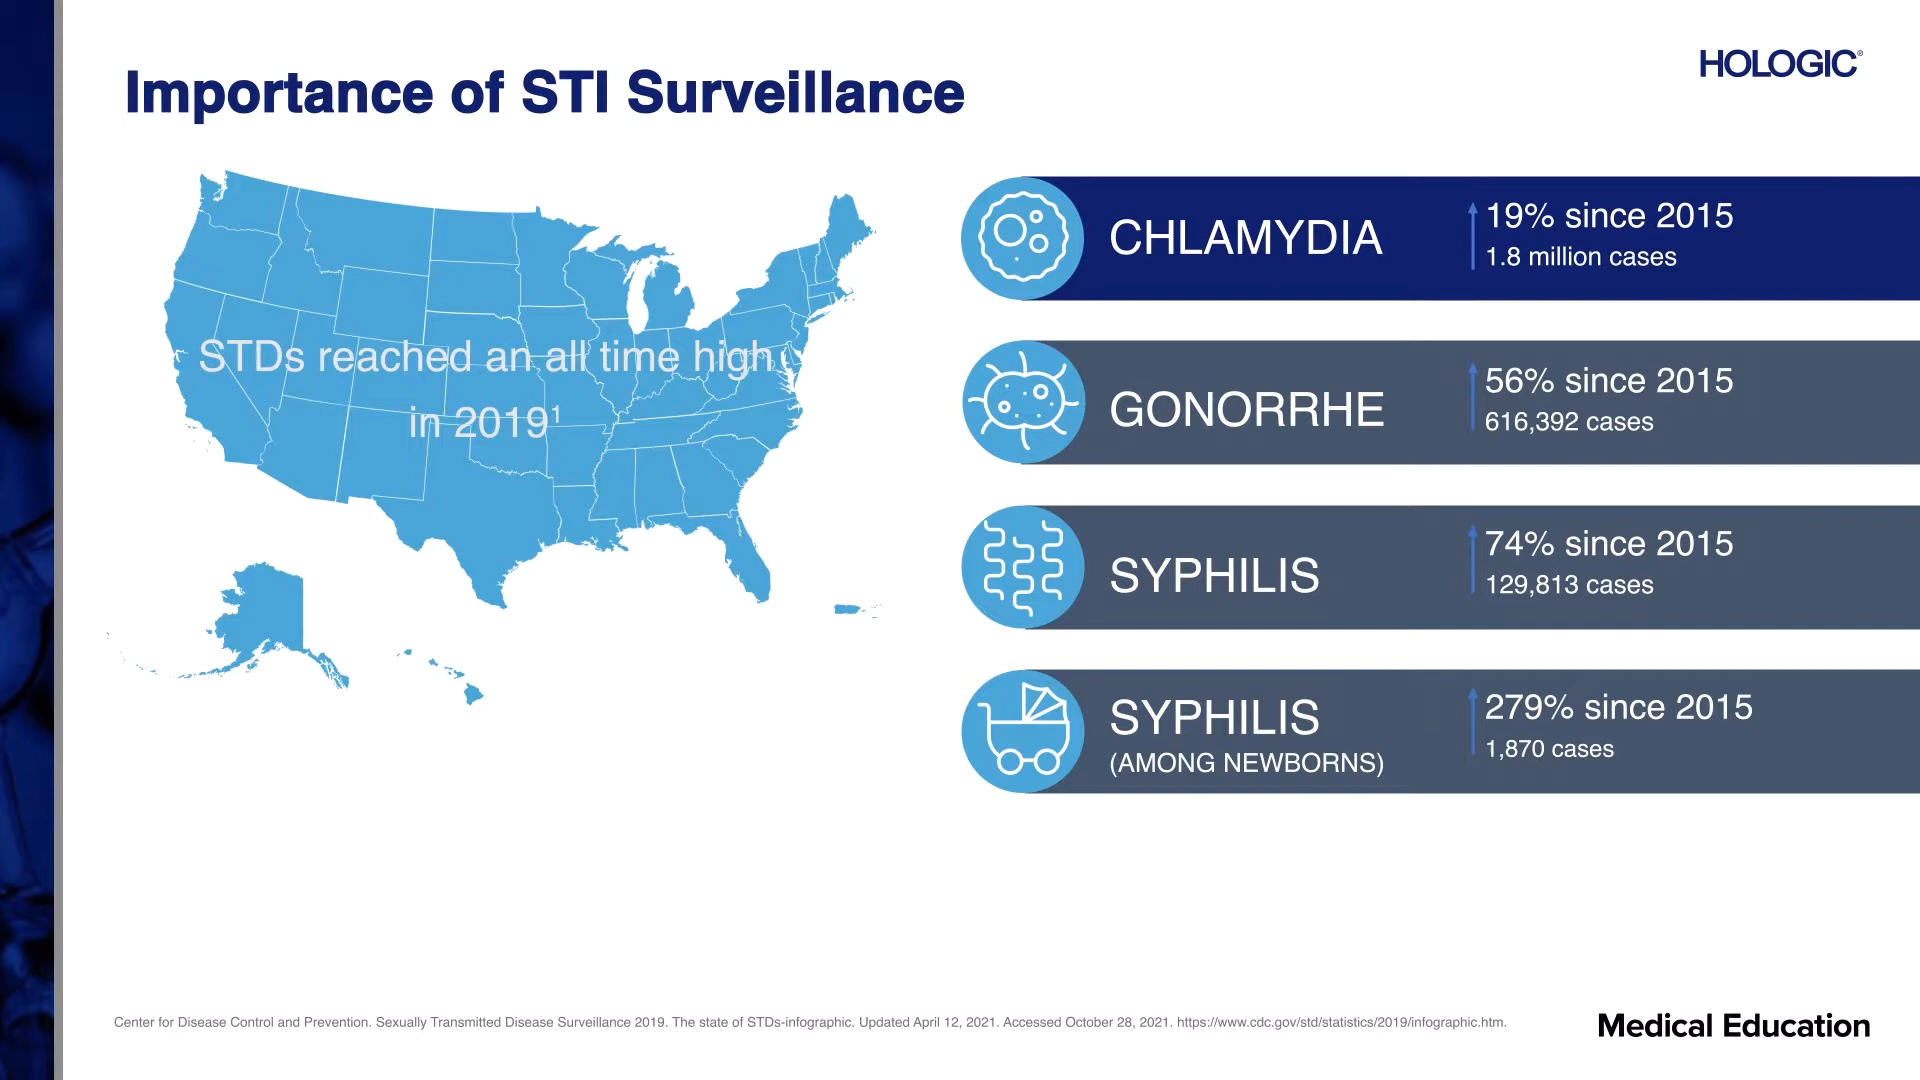 Importance of STI Surveillance
HOLOGIC®
STDs reached an all time high
in 2019¹
CHLAMYDIA
19% since 2015
1.8 million cases
GONORRHE
56% since 2015
616,392 cases
SYPHILIS
74% since 2015
129,813 cases
SYPHILIS
(AMONG NEWBORNS)
279% since 2015
1,870 cases
Center for Disease Control and Prevention. Sexually Transmitted Disease Surveillance 2019. The state of STDs-infographic. Updated April 12, 2021. Accessed October 28, 2021. https://www.cdc.gov/std/statistics/2019/infographic.htm.
Medical Education